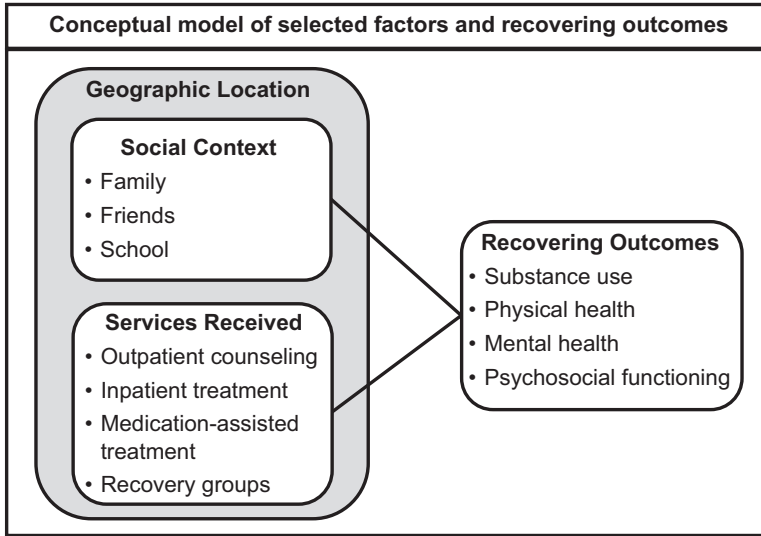 Conceptual model of selected factors and recovering outcomes
Geographic Location
Social Context
• Family
• Friends
• School
Services Received
• Outpatient counseling
• Inpatient treatment
• Medication-assisted
treatment
• Recovery groups
Recovering Outcomes
• Substance use
• Physical health
• Mental health
• Psychosocial functioning